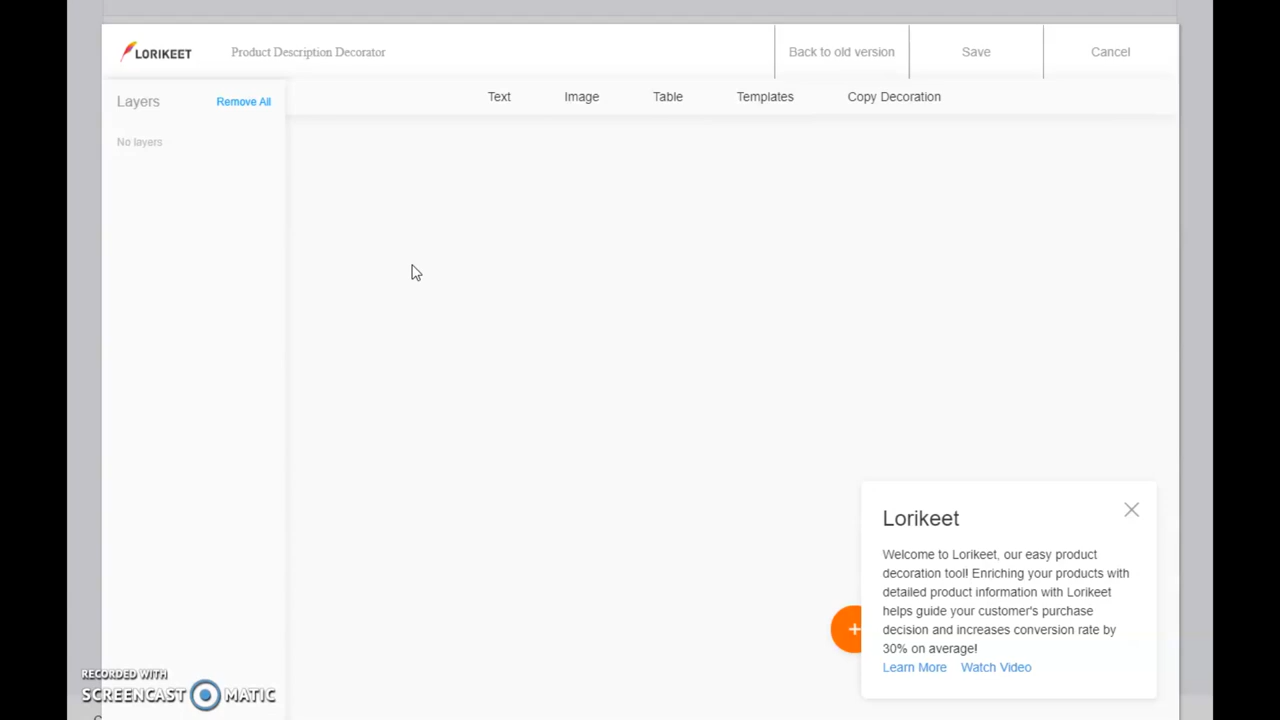 LORIKEET
Product Description Decorator
Back to old version
Save
Cancel
Layers
Remove All
Text
Image
Table
Templates
Copy Decoration
No layers
Lorikeet
Welcome to Lorikeet, our easy product
decoration tool! Enriching your products with
detailed product information with Lorikeet
helps guide your customer's purchase
decision and increases conversion rate by
30% on average!
Learn More Watch Video
+
RECORDED WITH
SCREENCAST MATIC